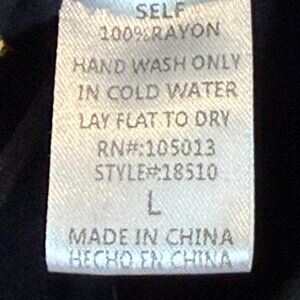 SELF
100%RAYON
HAND WASH ONLY
IN COLD WATER
LAY FLAT TO DRY
RN#:105013
STYLE#:18510
L
MADE IN CHINA
HECHO EN CHINA